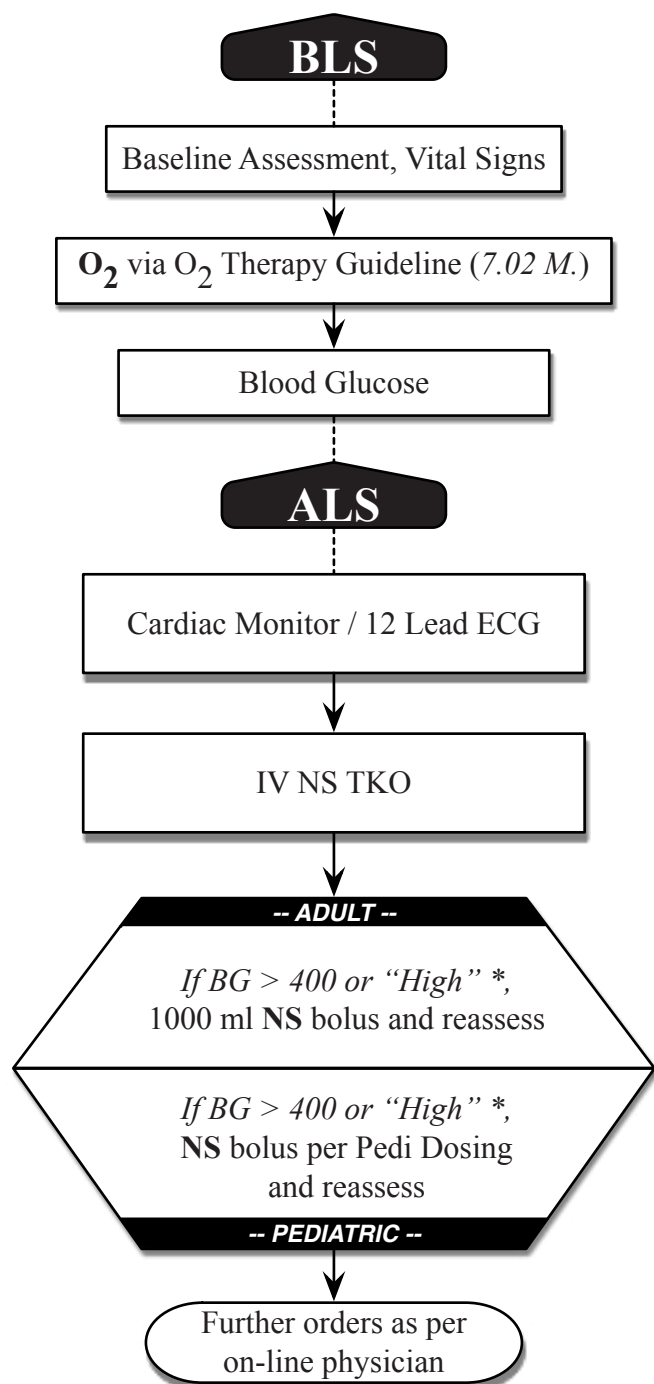 BLS
Baseline Assessment, Vital Signs
O2 via O2 Therapy Guideline (7.02 M.)
Blood Glucose
ALS
Cardiac Monitor / 12 Lead ECG
IV NS TKO
-- ADULT --
If BG > 400 or “High” *,
1000 ml NS bolus and reassess
If BG > 400 or “High” *,
NS bolus per Pedi Dosing
and reassess
-- PEDIATRIC --
Further orders as per
on-line physician